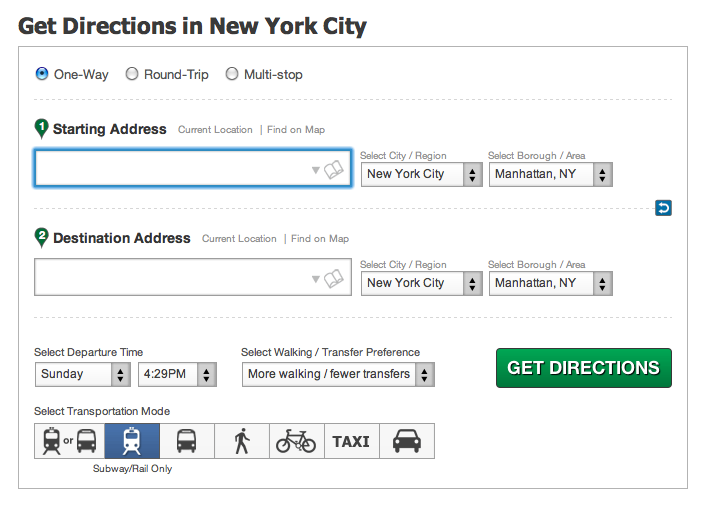 Get Directions in New York City
One-Way Round-Trip Multi-stop
1 Starting Address Current Location | Find on Map
Select City / Region Select Borough / Area
New York City Manhattan, NY
2 Destination Address Current Location | Find on Map
Select City / Region Select Borough / Area
New York City Manhattan, NY
Select Departure Time Select Walking / Transfer Preference
Sunday 4:29PM More walking / fewer transfers GET DIRECTIONS
Select Transportation Mode
or TAXI
Subway/Rail Only